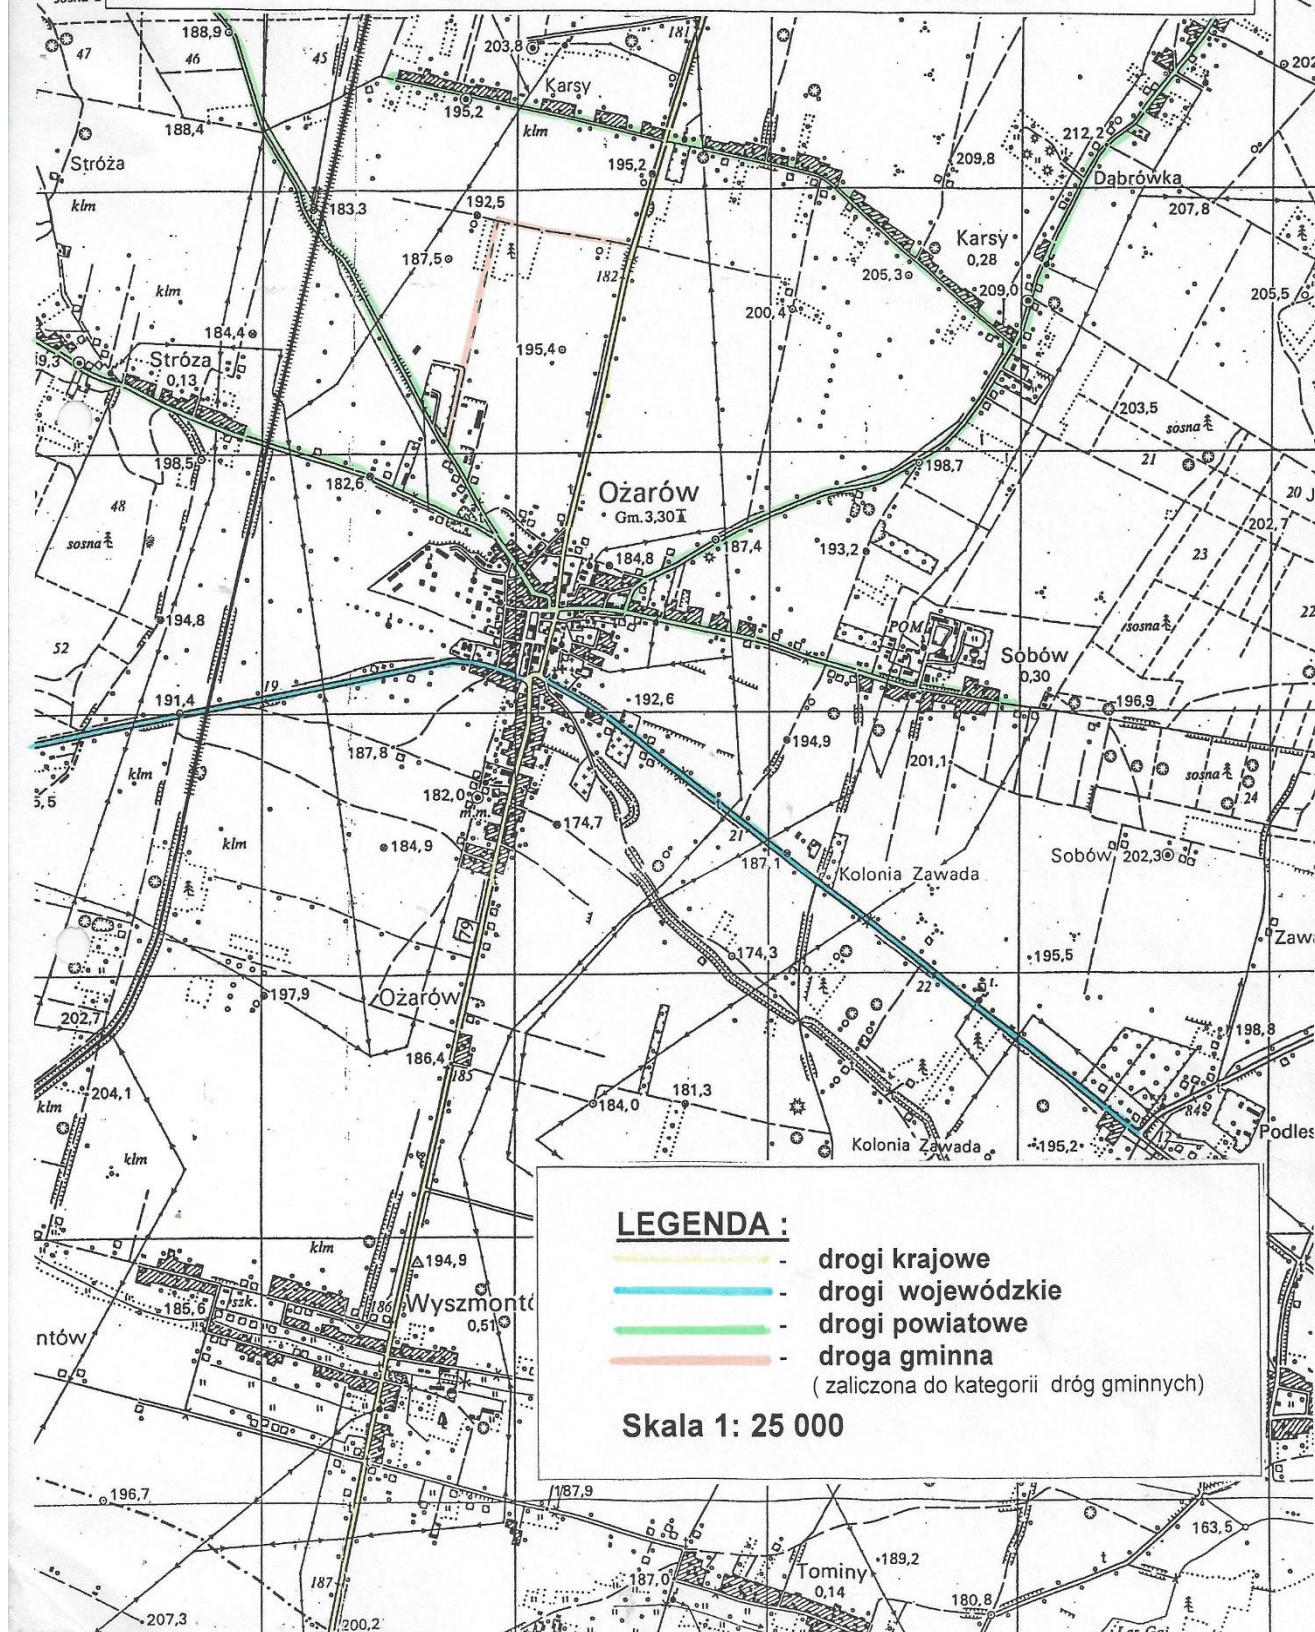 188,9
47
46
45
203,8
181
202
Karsy
195,2
klm
188,4
Stróża
klm
195,2
212,2
209,8
Dąbrówka
207,8
183,3
192,5
187,5
182
Karsy
0,28
205,3
209,0
205,5
200,4
klm
184,4
195,4
Stróża
0,13
203,5
sosna
21
198,5
182,6
198,7
48
sosna
Ożarów
Gm. 3,30
20
202,7
187,4
184,8
193,2
23
22
194,8
POM
sosna
52
Sobów
0,30
19
191,4
192,6
196,9
187,8
194,9
201,1
klm
sosna
24
5,5
182,0
m.m.
174,7
21
187,1
184,9
klm
Sobów 202,3
Kolonia Zawada
79
174,3
195,5
Zawa
197,9
Ożarów
22
202,7
186,4
185
198,8
204,1
klm
184,0
181,3
84
17
Podles
klm
Kolonia Zawada
195,2
LEGENDA :
- drogi krajowe
- drogi wojewódzkie
- drogi powiatowe
- droga gminna
( zaliczona do kategorii dróg gminnych)
Skala 1: 25 000
klm
194,9
185,6
szk.
186
Wyszmontó
0,51
ntów
196,7
187,9
163,5
189,2
Tominy
0,14
187,0
t
187
180,8
207,3
200,2